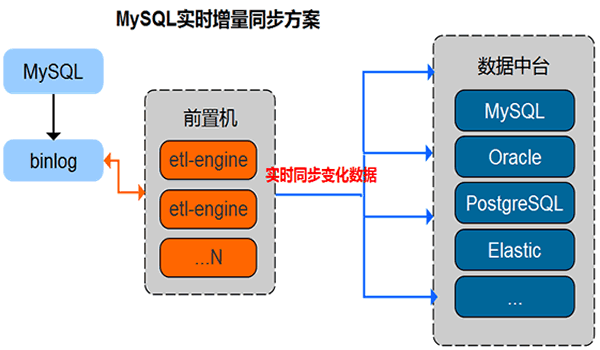 MySQL实时增量同步方案
MySQL
binlog
前置机
etl-engine
etl-engine
...N
实时同步变化数据
数据中台
MySQL
Oracle
PostgreSQL
Elastic
...